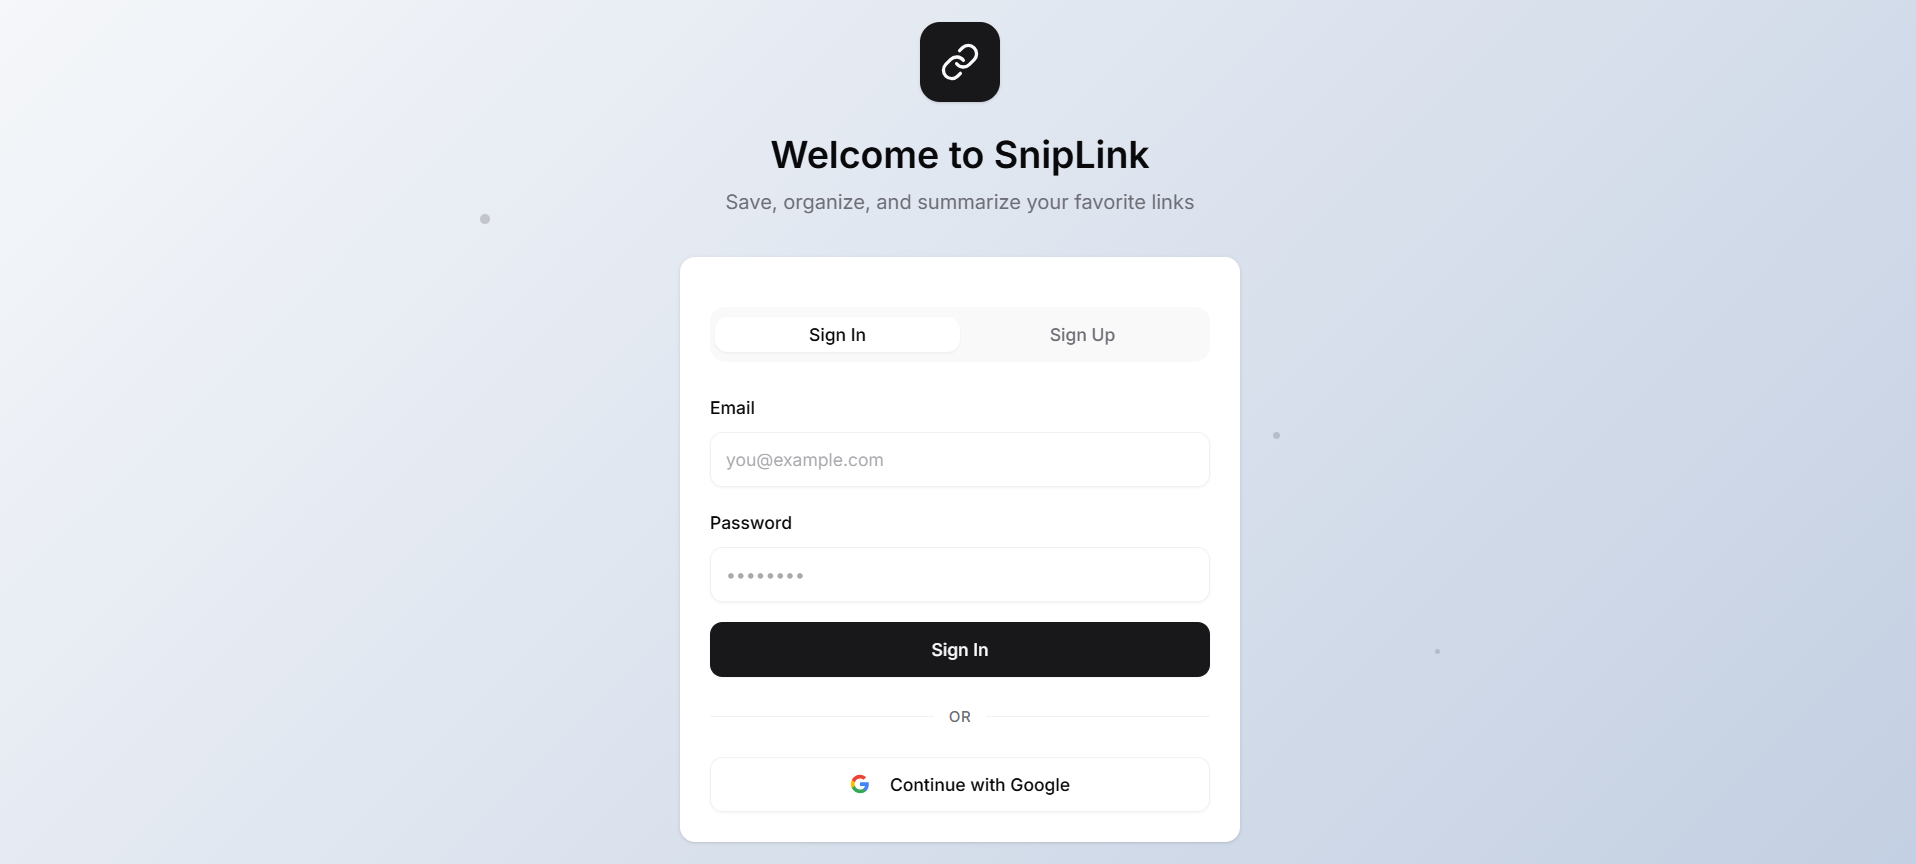 Welcome to SnipLink
Save, organize, and summarize your favorite links
Sign In
Sign Up
Email
you@example.com
Password
••••••••
Sign In
OR
Continue with Google